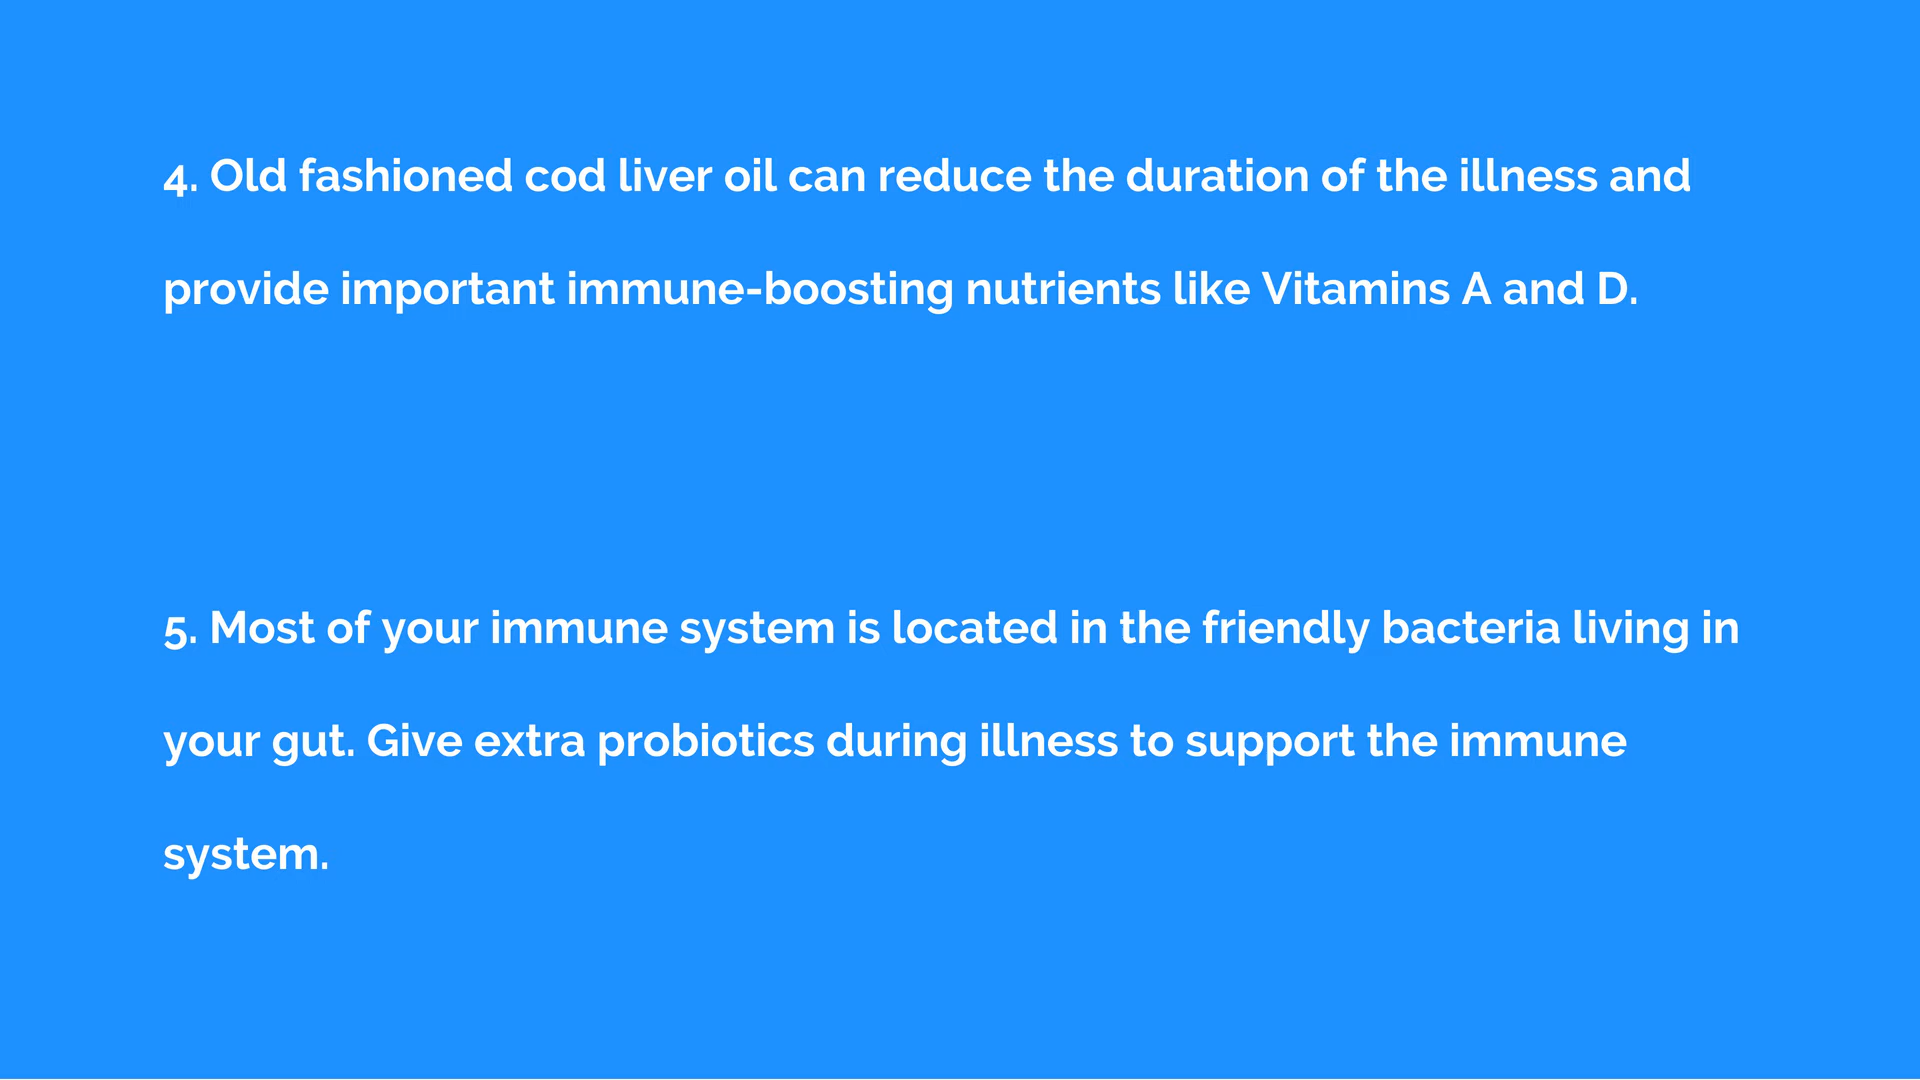 4. Old fashioned cod liver oil can reduce the duration of the illness and
provide important immune-boosting nutrients like Vitamins A and D.
5. Most of your immune system is located in the friendly bacteria living in
your gut. Give extra probiotics during illness to support the immune
system.